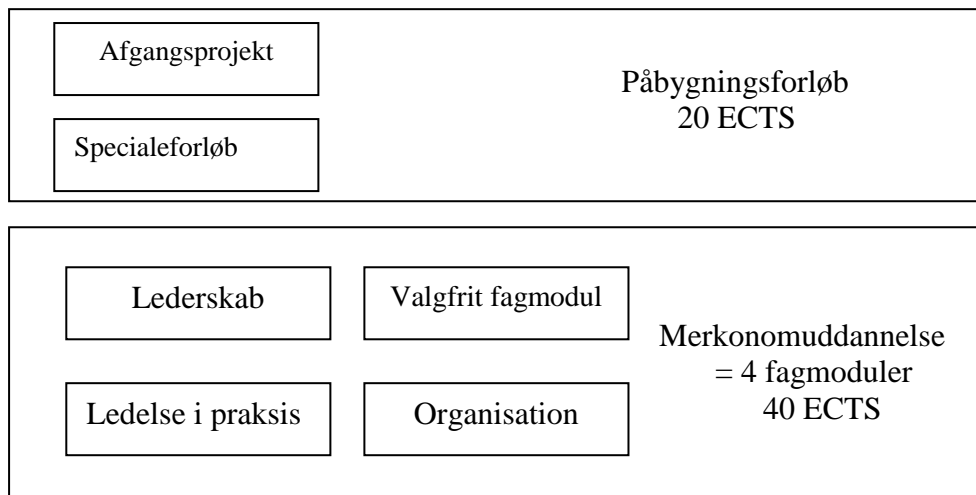 Afgangsprojekt
Specialeforløb
Påbygningsforløb
20 ECTS
Lederskab
Valgfrit fagmodul
Ledelse i praksis
Organisation
Merkonomuddannelse
= 4 fagmoduler
40 ECTS